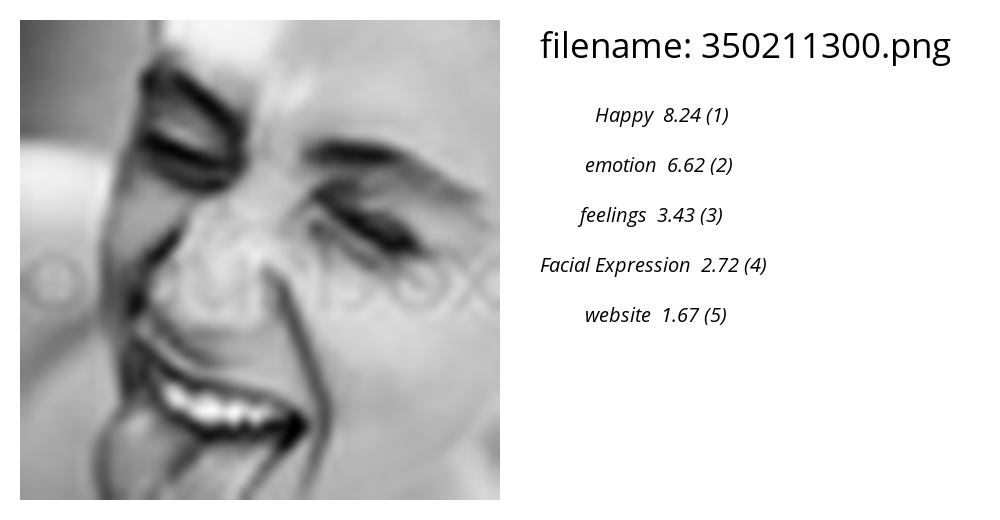 filename: 350211300.png
Happy 8.24 (1)
emotion 6.62 (2)
feelings 3.43 (3)
Facial Expression 2.72 (4)
website 1.67 (5)